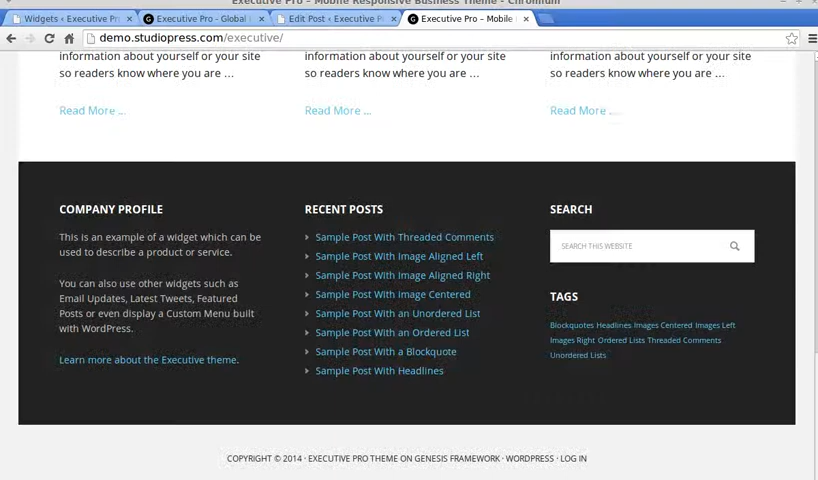 Executive Pro – Mobile Responsive Business Theme - Chromium
Widgets ‹ Executive Pr
Executive Pro - Global
Edit Post ‹ Executive P
Executive Pro – Mobile
demo.studiopress.com/executive/
information about yourself or your site
so readers know where you are …
Read More …
information about yourself or your site
so readers know where you are …
Read More …
information about yourself or your site
so readers know where you are …
Read More …
COMPANY PROFILE
This is an example of a widget which can be
used to describe a product or service.
You can also use other widgets such as
Email Updates, Latest Tweets, Featured
Posts or even display a Custom Menu built
with WordPress.
Learn more about the Executive theme.
RECENT POSTS
Sample Post With Threaded Comments
Sample Post With Image Aligned Left
Sample Post With Image Aligned Right
Sample Post With Image Centered
Sample Post With an Unordered List
Sample Post With an Ordered List
Sample Post With a Blockquote
Sample Post With Headlines
SEARCH
SEARCH THIS WEBSITE
TAGS
Blockquotes Headlines Images Centered Images Left
Images Right Ordered Lists Threaded Comments
Unordered Lists
COPYRIGHT © 2014 · EXECUTIVE PRO THEME ON GENESIS FRAMEWORK · WORDPRESS · LOG IN